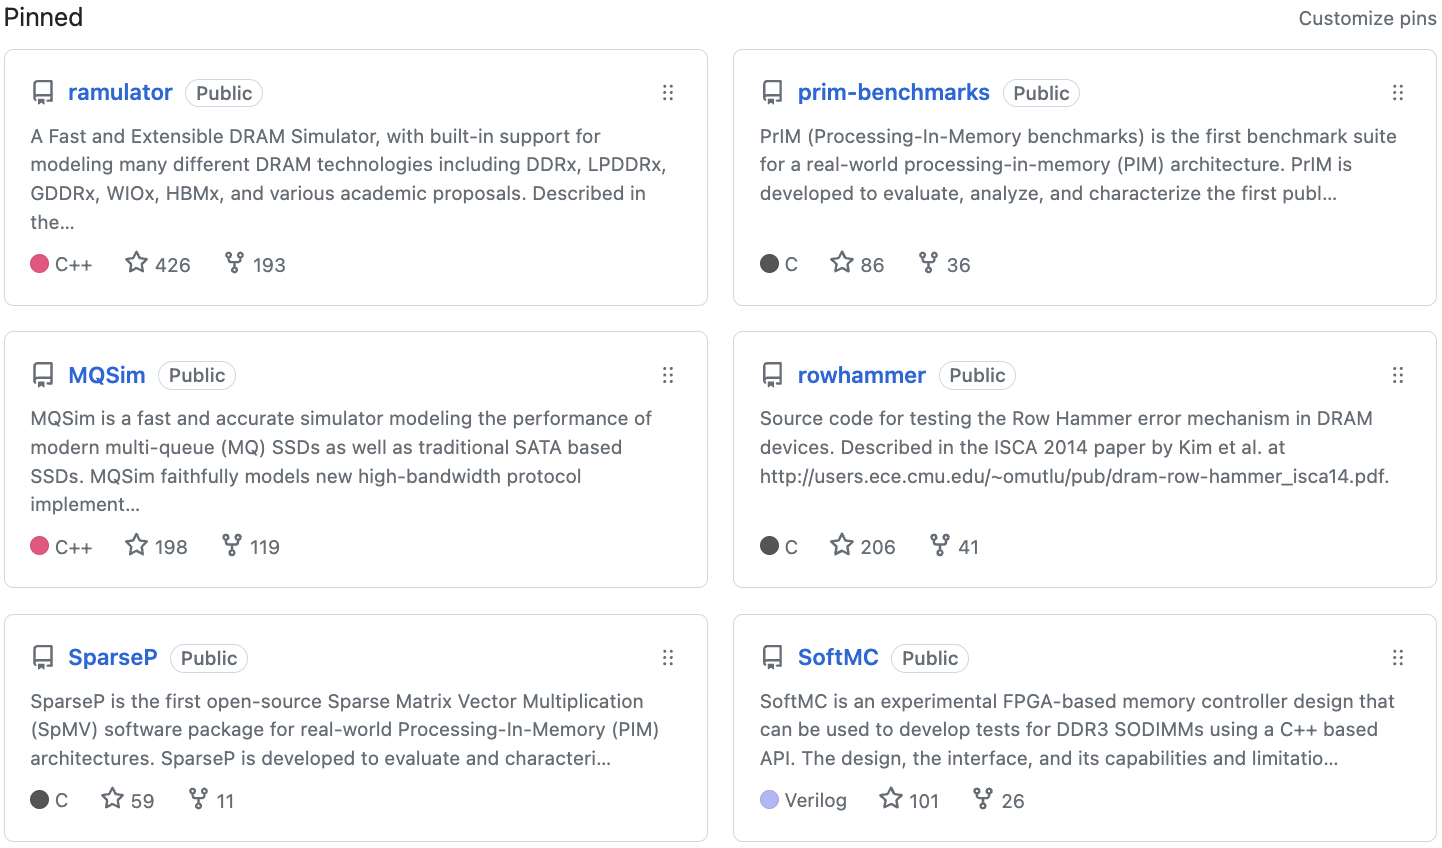 Pinned
Customize pins
ramulator Public
A Fast and Extensible DRAM Simulator, with built-in support for
modeling many different DRAM technologies including DDRx, LPDDRx,
GDDRx, WIOx, HBMx, and various academic proposals. Described in
the...
C++ 426 193
prim-benchmarks Public
PrIM (Processing-In-Memory benchmarks) is the first benchmark suite
for a real-world processing-in-memory (PIM) architecture. PrIM is
developed to evaluate, analyze, and characterize the first publ...
C 86 36
MQSim Public
MQSim is a fast and accurate simulator modeling the performance of
modern multi-queue (MQ) SSDs as well as traditional SATA based
SSDs. MQSim faithfully models new high-bandwidth protocol
implement...
C++ 198 119
rowhammer Public
Source code for testing the Row Hammer error mechanism in DRAM
devices. Described in the ISCA 2014 paper by Kim et al. at
http://users.ece.cmu.edu/~omutlu/pub/dram-row-hammer_isca14.pdf.
C 206 41
SparseP Public
SparseP is the first open-source Sparse Matrix Vector Multiplication
(SpMV) software package for real-world Processing-In-Memory (PIM)
architectures. SparseP is developed to evaluate and characteri...
C 59 11
SoftMC Public
SoftMC is an experimental FPGA-based memory controller design that
can be used to develop tests for DDR3 SODIMMs using a C++ based
API. The design, the interface, and its capabilities and limitatio...
Verilog 101 26